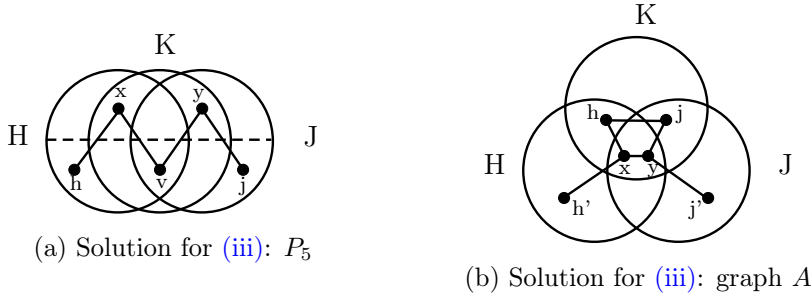 K
H
J
x
y
h
v
j
(a) Solution for (iii): P5
K
H
J
h
j
x
y
h'
j'
(b) Solution for (iii): graph A